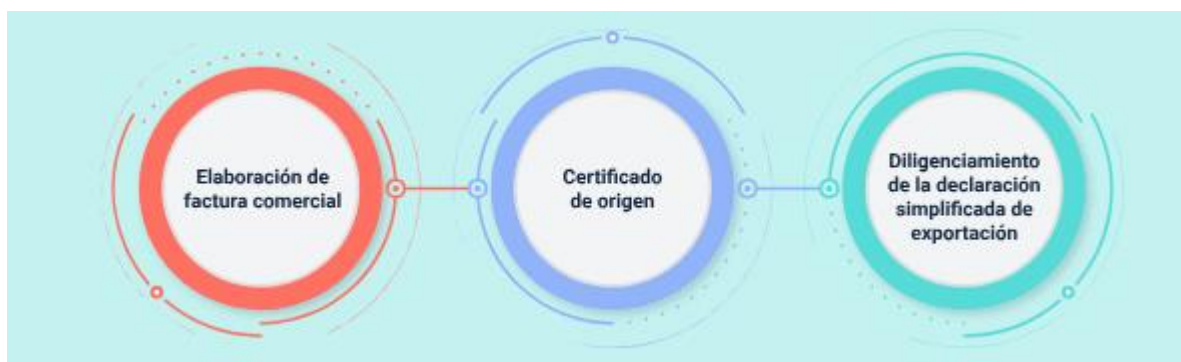 Elaboración de
factura comercial
Certificado
de origen
Diligenciamiento
de la declaración
simplificada de
exportación